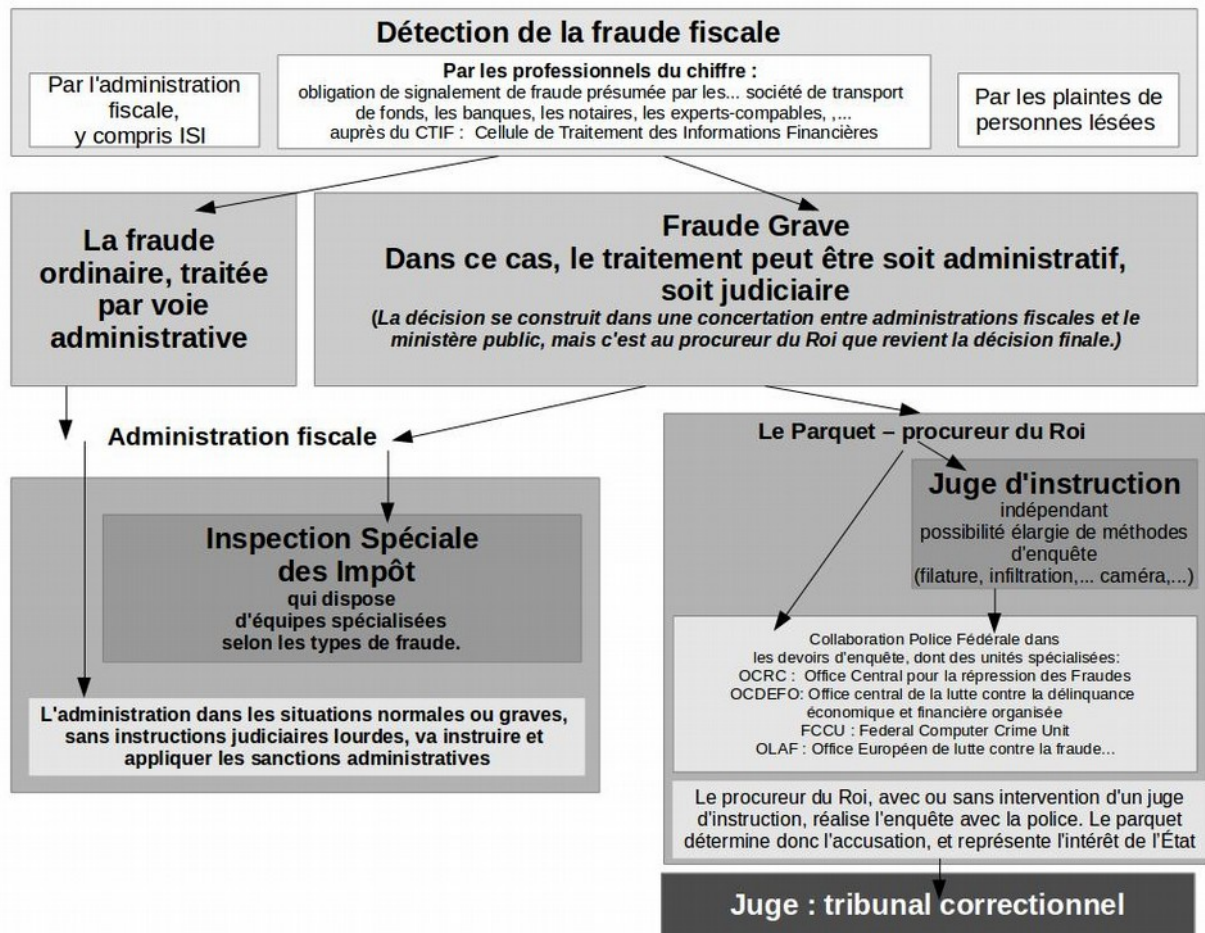 Détection de la fraude fiscale
Par l'administration
fiscale,
y compris ISI
Par les professionnels du chiffre :
obligation de signalement de fraude présumée par les... société de transport
de fonds, les banques, les notaires, les experts-compables, ,...
auprès du CTIF : Cellule de Traitement des Informations Financières
Par les plaintes de
personnes lésées
La fraude
ordinaire, traitée
par voie
administrative
Fraude Grave
Dans ce cas, le traitement peut être soit administratif,
soit judiciaire
(La décision se construit dans une concertation entre administrations fiscales et le
ministère public, mais c'est au procureur du Roi que revient la décision finale.)
Administration fiscale
Inspection Spéciale
des Impôt
qui dispose
d'équipes spécialisées
selon les types de fraude.
L'administration dans les situations normales ou graves,
sans instructions judiciaires lourdes, va instruire et
appliquer les sanctions administratives
Le Parquet – procureur du Roi
Juge d'instruction
indépendant
possibilité élargie de méthodes
d'enquête
(filature, infiltration,... caméra,...)
Collaboration Police Fédérale dans
les devoirs d'enquête, dont des unités spécialisées:
OCRC : Office Central pour la répression des Fraudes
OCDEFO: Office central de la lutte contre la délinquance
économique et financière organisée
FCCU : Federal Computer Crime Unit
OLAF : Office Européen de lutte contre la fraude...
Le procureur du Roi, avec ou sans intervention d'un juge
d'instruction, réalise l'enquête avec la police. Le parquet
détermine donc l'accusation, et représente l'intérêt de l'État
Juge : tribunal correctionnel